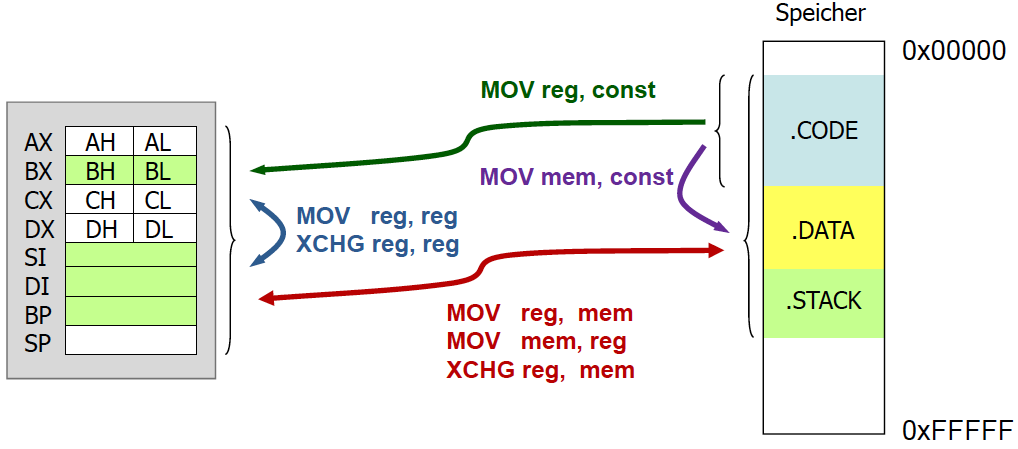 Speicher
0x00000
MOV reg, const
.CODE
AX AH AL
BX BH BL
CX CH CL
DX DH DL
SI
DI
BP
SP
MOV mem, const
MOV reg, reg
XCHG reg, reg
.DATA
.STACK
MOV reg, mem
MOV mem, reg
XCHG reg, mem
0xFFFFF